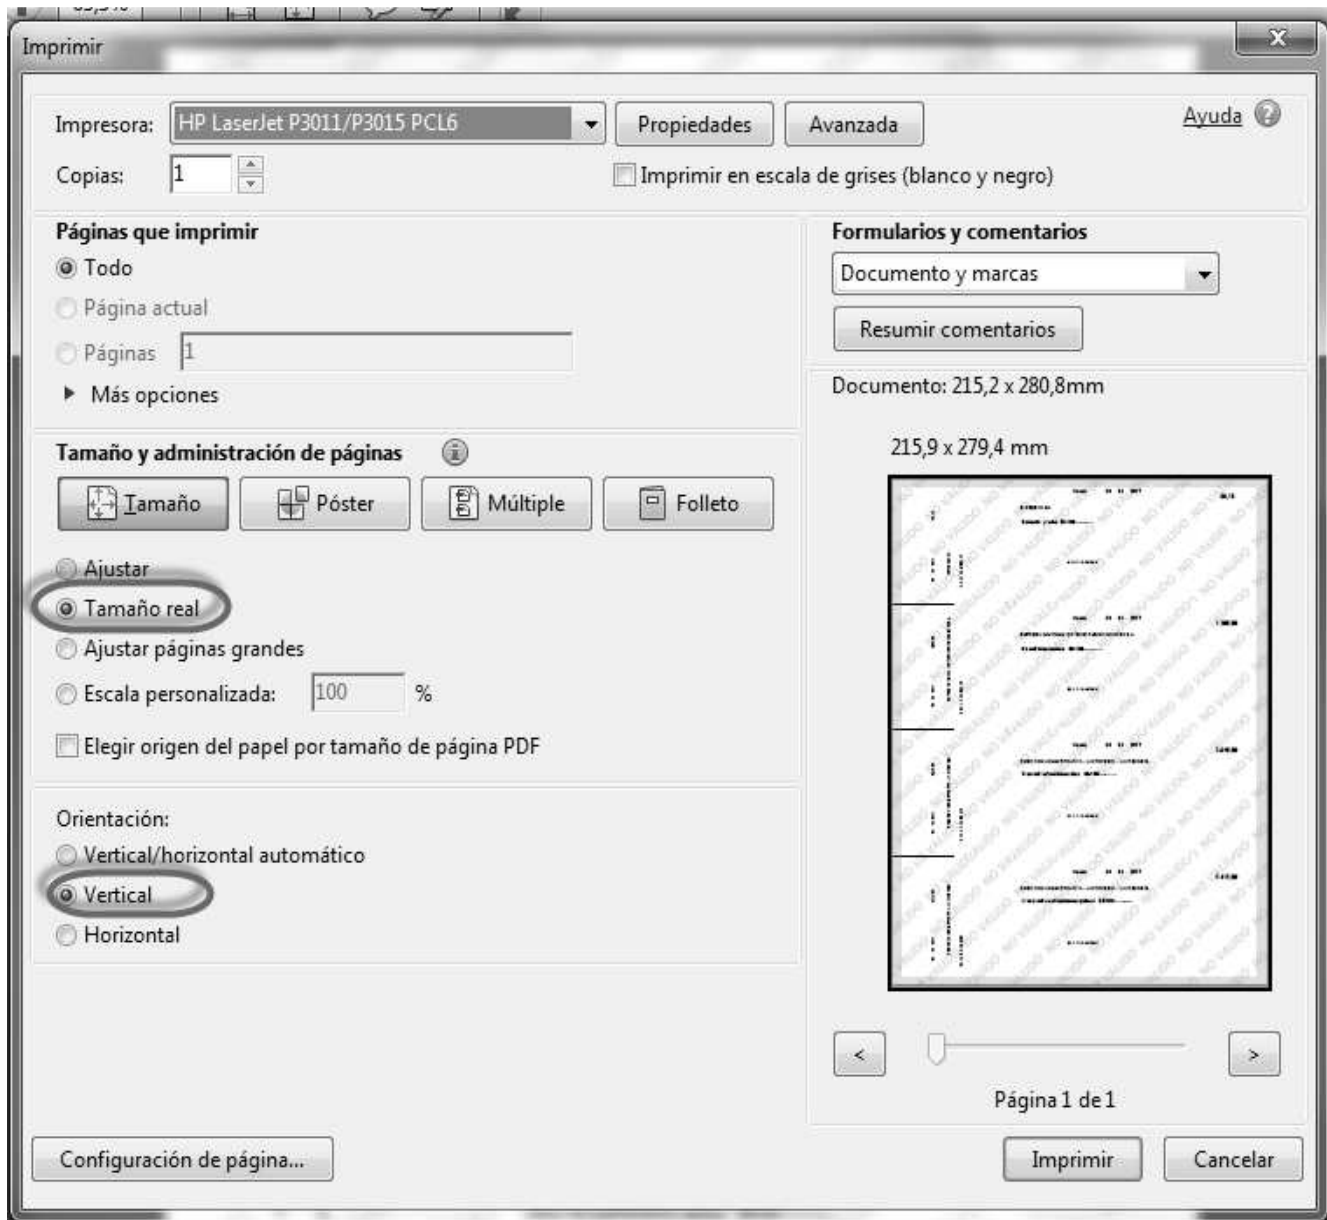 Imprimir
Impresora: HP LaserJet P3011/P3015 PCL6 Propiedades Avanzada Ayuda
Copias: 1 Imprimir en escala de grises (blanco y negro)
Páginas que imprimir
Todo
Página actual
Páginas 1
Más opciones
Tamaño y administración de páginas
Tamaño Póster Múltiple Folleto
Ajustar
Tamaño real
Ajustar páginas grandes
Escala personalizada: 100 %
Elegir origen del papel por tamaño de página PDF
Orientación:
Vertical/horizontal automático
Vertical
Horizontal
Formularios y comentarios
Documento y marcas
Resumir comentarios
Documento: 215,2 x 280,8mm
215,9 x 279,4 mm
NO VALIDO
< >
Página 1 de 1
Configuración de página... Imprimir Cancelar